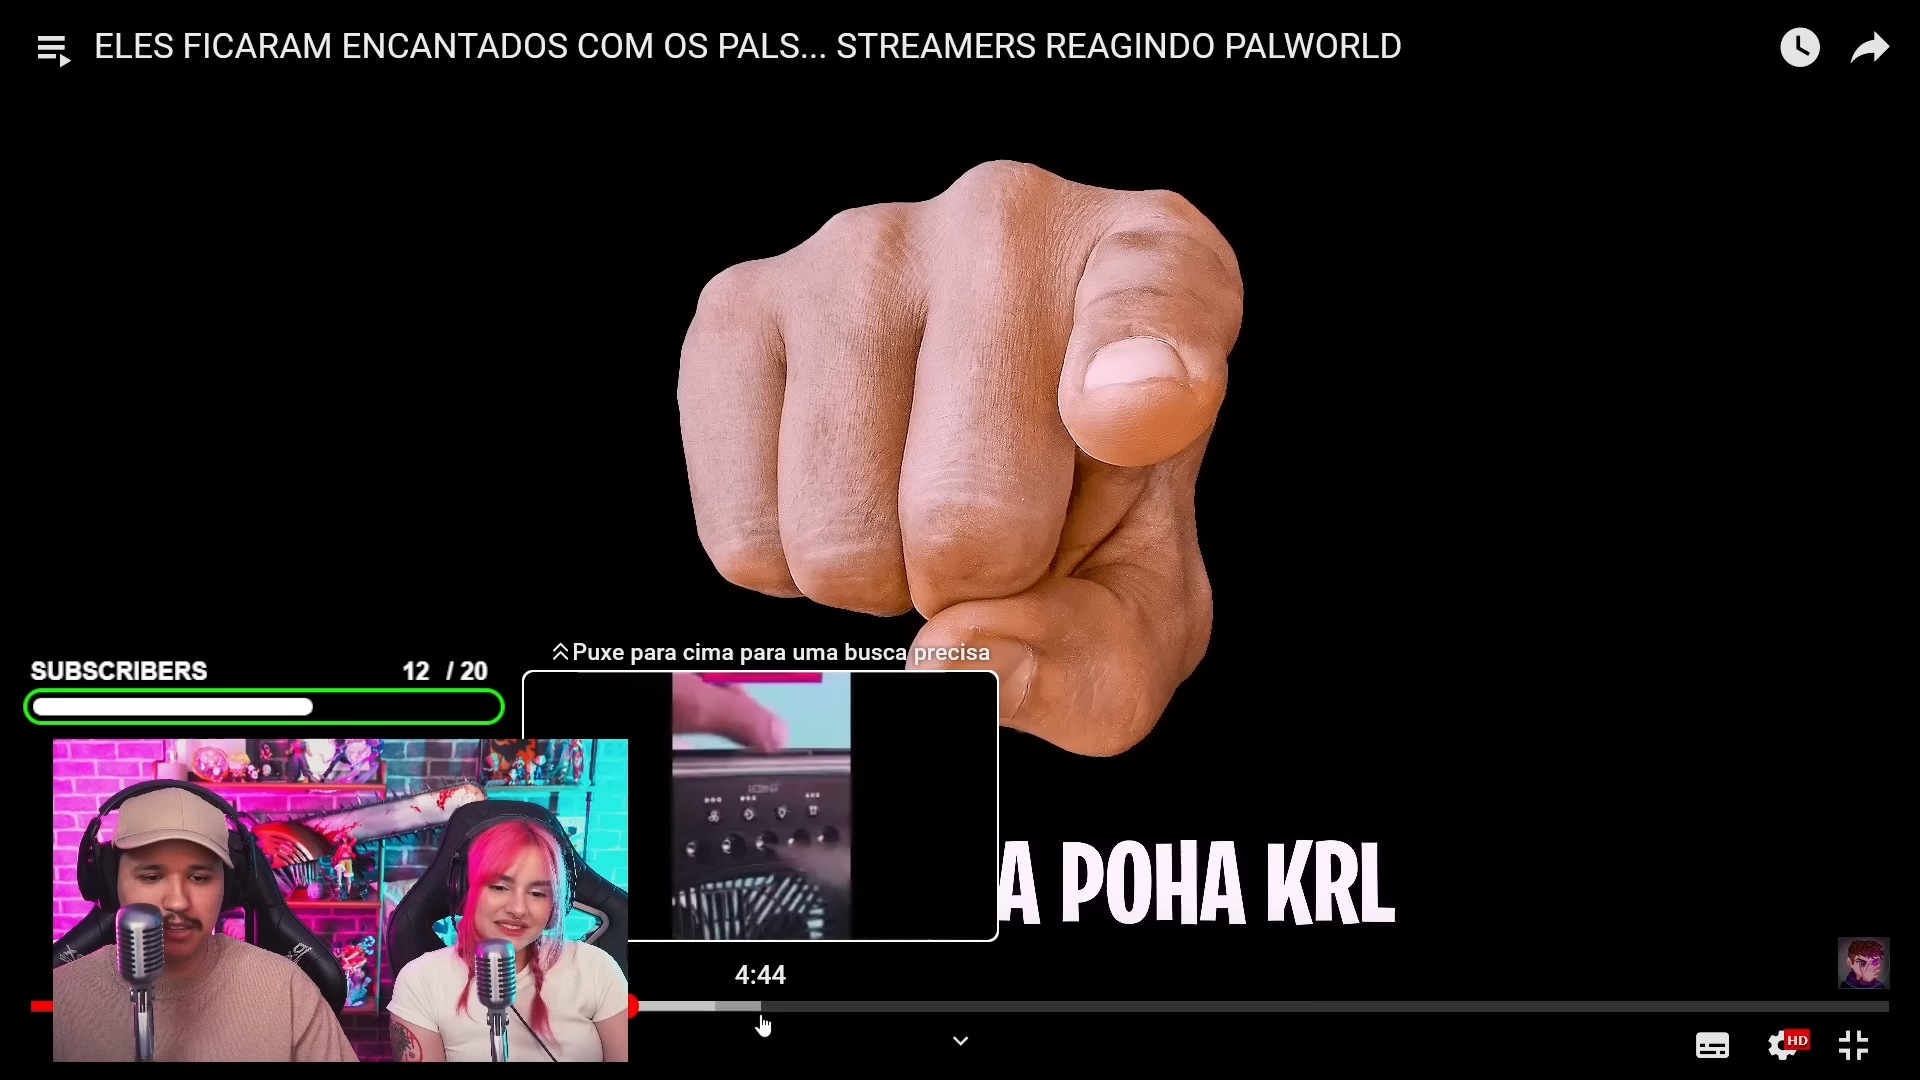 ELES FICARAM ENCANTADOS COM OS PALS... STREAMERS REAGINDO PALWORLD
Puxe para cima para uma busca precisa
SUBSCRIBERS 12 / 20
A POHA KRL
4:44
HD